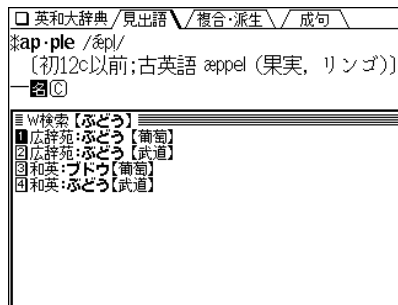 英和大辞典 見出語 複合·派生 成句
ap·ple /ǽpl/
〔初12c以前;古英語 æppel (果実, リンゴ)〕
―名Ⓒ
W検索【ぶどう】
1広辞苑:ぶどう【葡萄】
2広辞苑:ぶどう【武道】
3和英:ブドウ【葡萄】
4和英:ぶどう【武道】